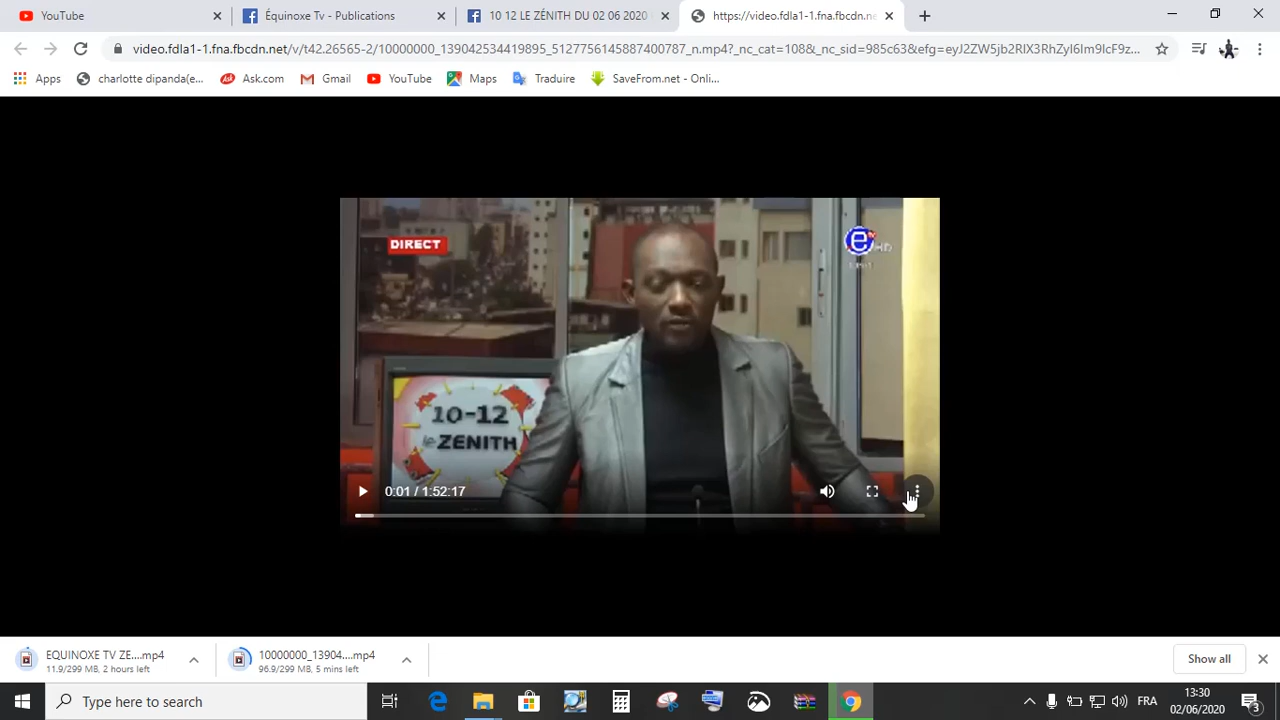 YouTube
Équinoxe Tv - Publications
10 12 LE ZÉNITH DU 02 06 2020
https://video.fdla1-1.fna.fbcdn.ne
video.fdla1-1.fna.fbcdn.net/v/t42.26565-2/10000000_139042534419895_5127756145887400787_n.mp4?_nc_cat=108&_nc_sid=985c63&efg=eyJ2ZW5jb2RlX3RhZyI6Im9lcF9z...
Apps
charlotte dipanda(e...
Ask.com
Gmail
YouTube
Maps
Traduire
SaveFrom.net - Onli...
DIRECT
e tv HD
10-12
le ZENITH
0:01 / 1:52:17
EQUINOXE TV ZE....mp4
11.9/299 MB, 2 hours left
10000000_13904....mp4
96.9/299 MB, 5 mins left
Show all
Type here to search
FRA
13:30
02/06/2020
3